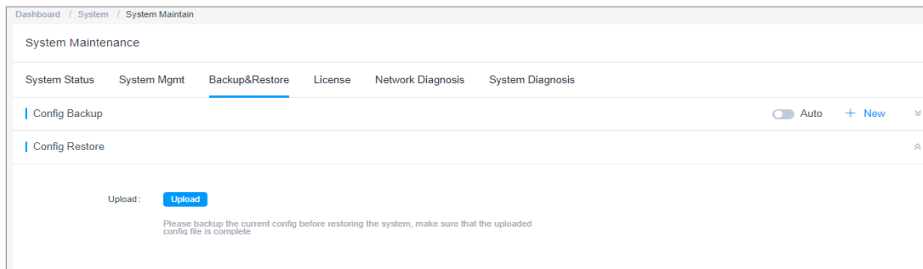 Dashboard / System / System Maintain
System Maintenance
System Status System Mgmt Backup&Restore License Network Diagnosis System Diagnosis
Config Backup Auto + New
Config Restore
Upload: Upload
Please backup the current config before restoring the system, make sure that the uploaded
config file is complete